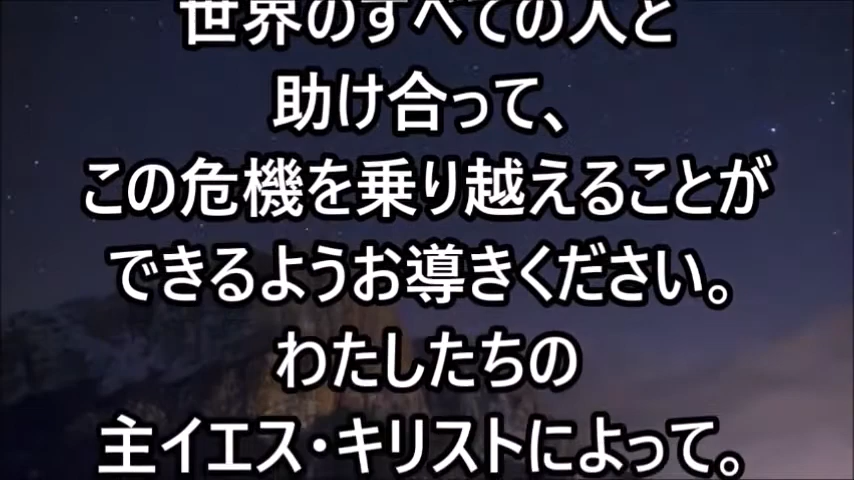 世界のすべての人と
助け合って、
この危機を乗り越えることが
できるようお導きください。
わたしたちの
主イエス・キリストによって。